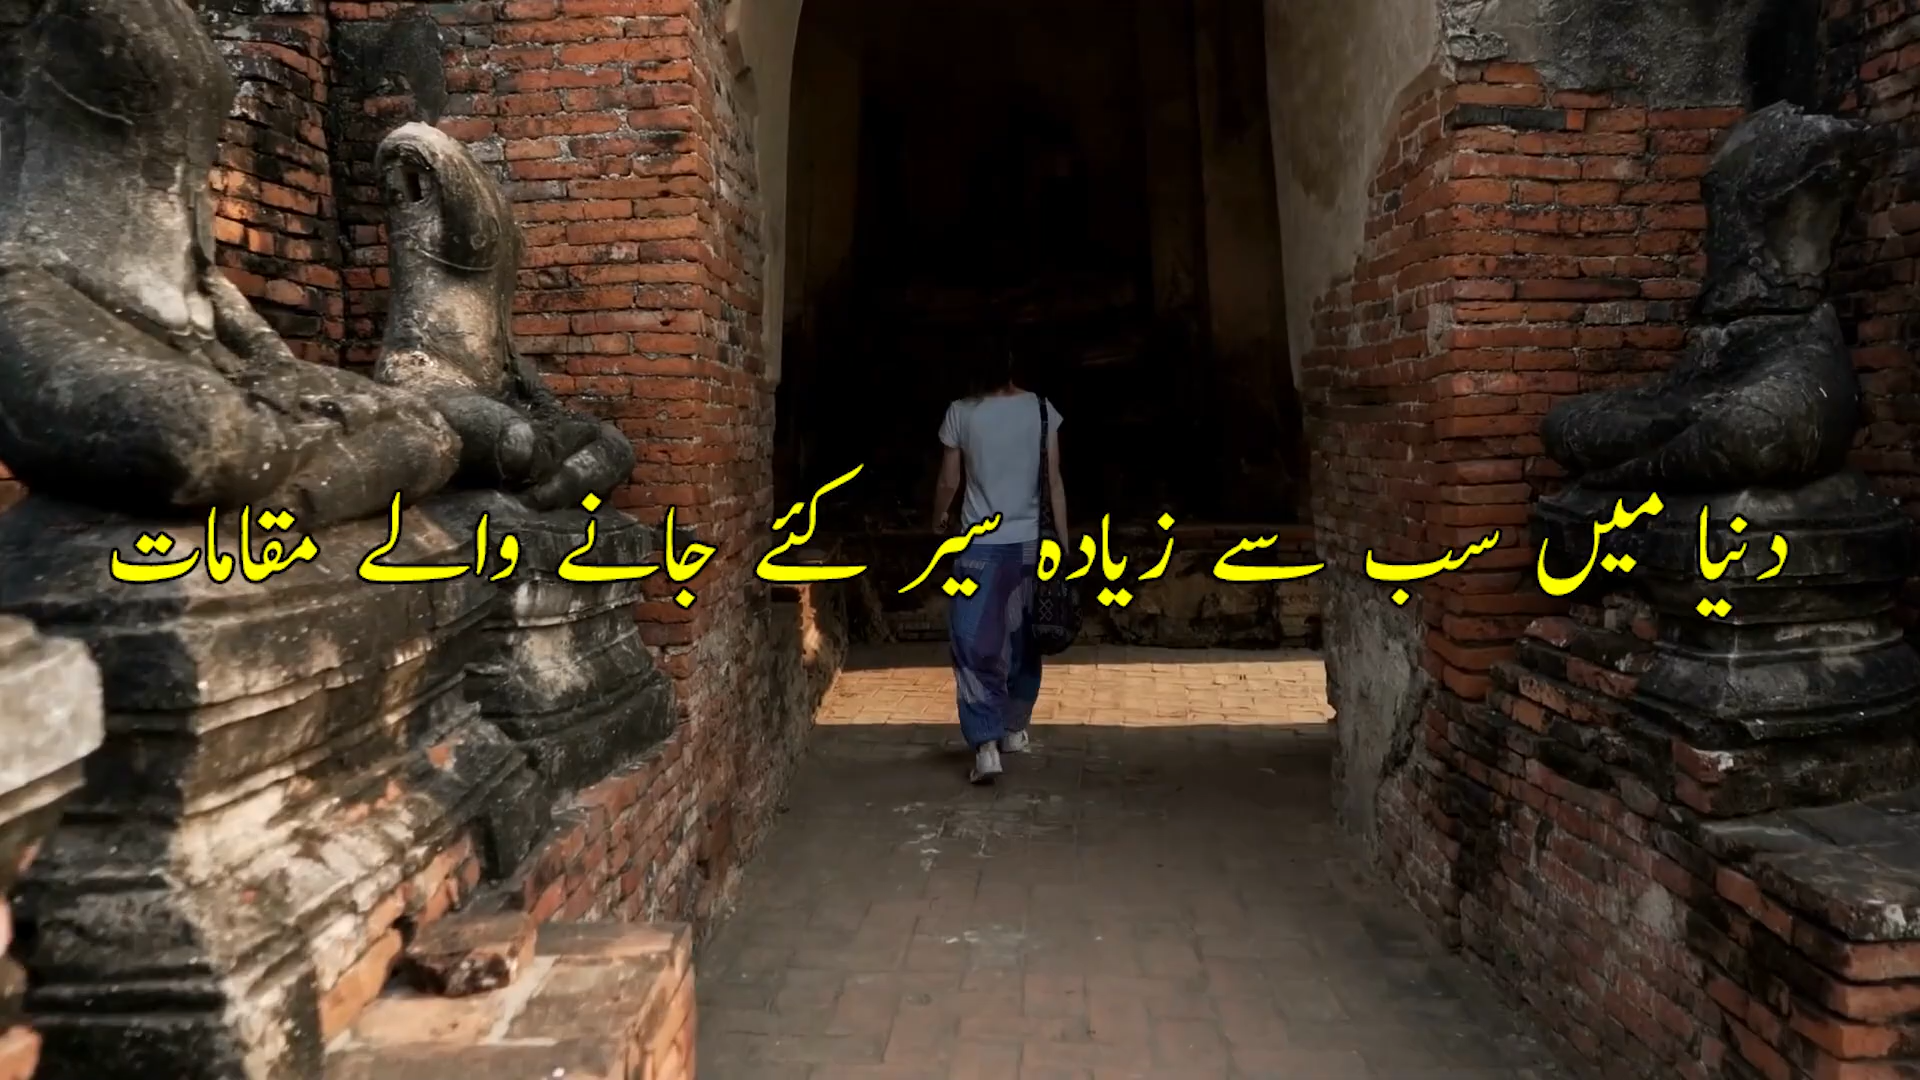 دنیا میں سب سے زیادہ سیر کئے جانے والے مقامات